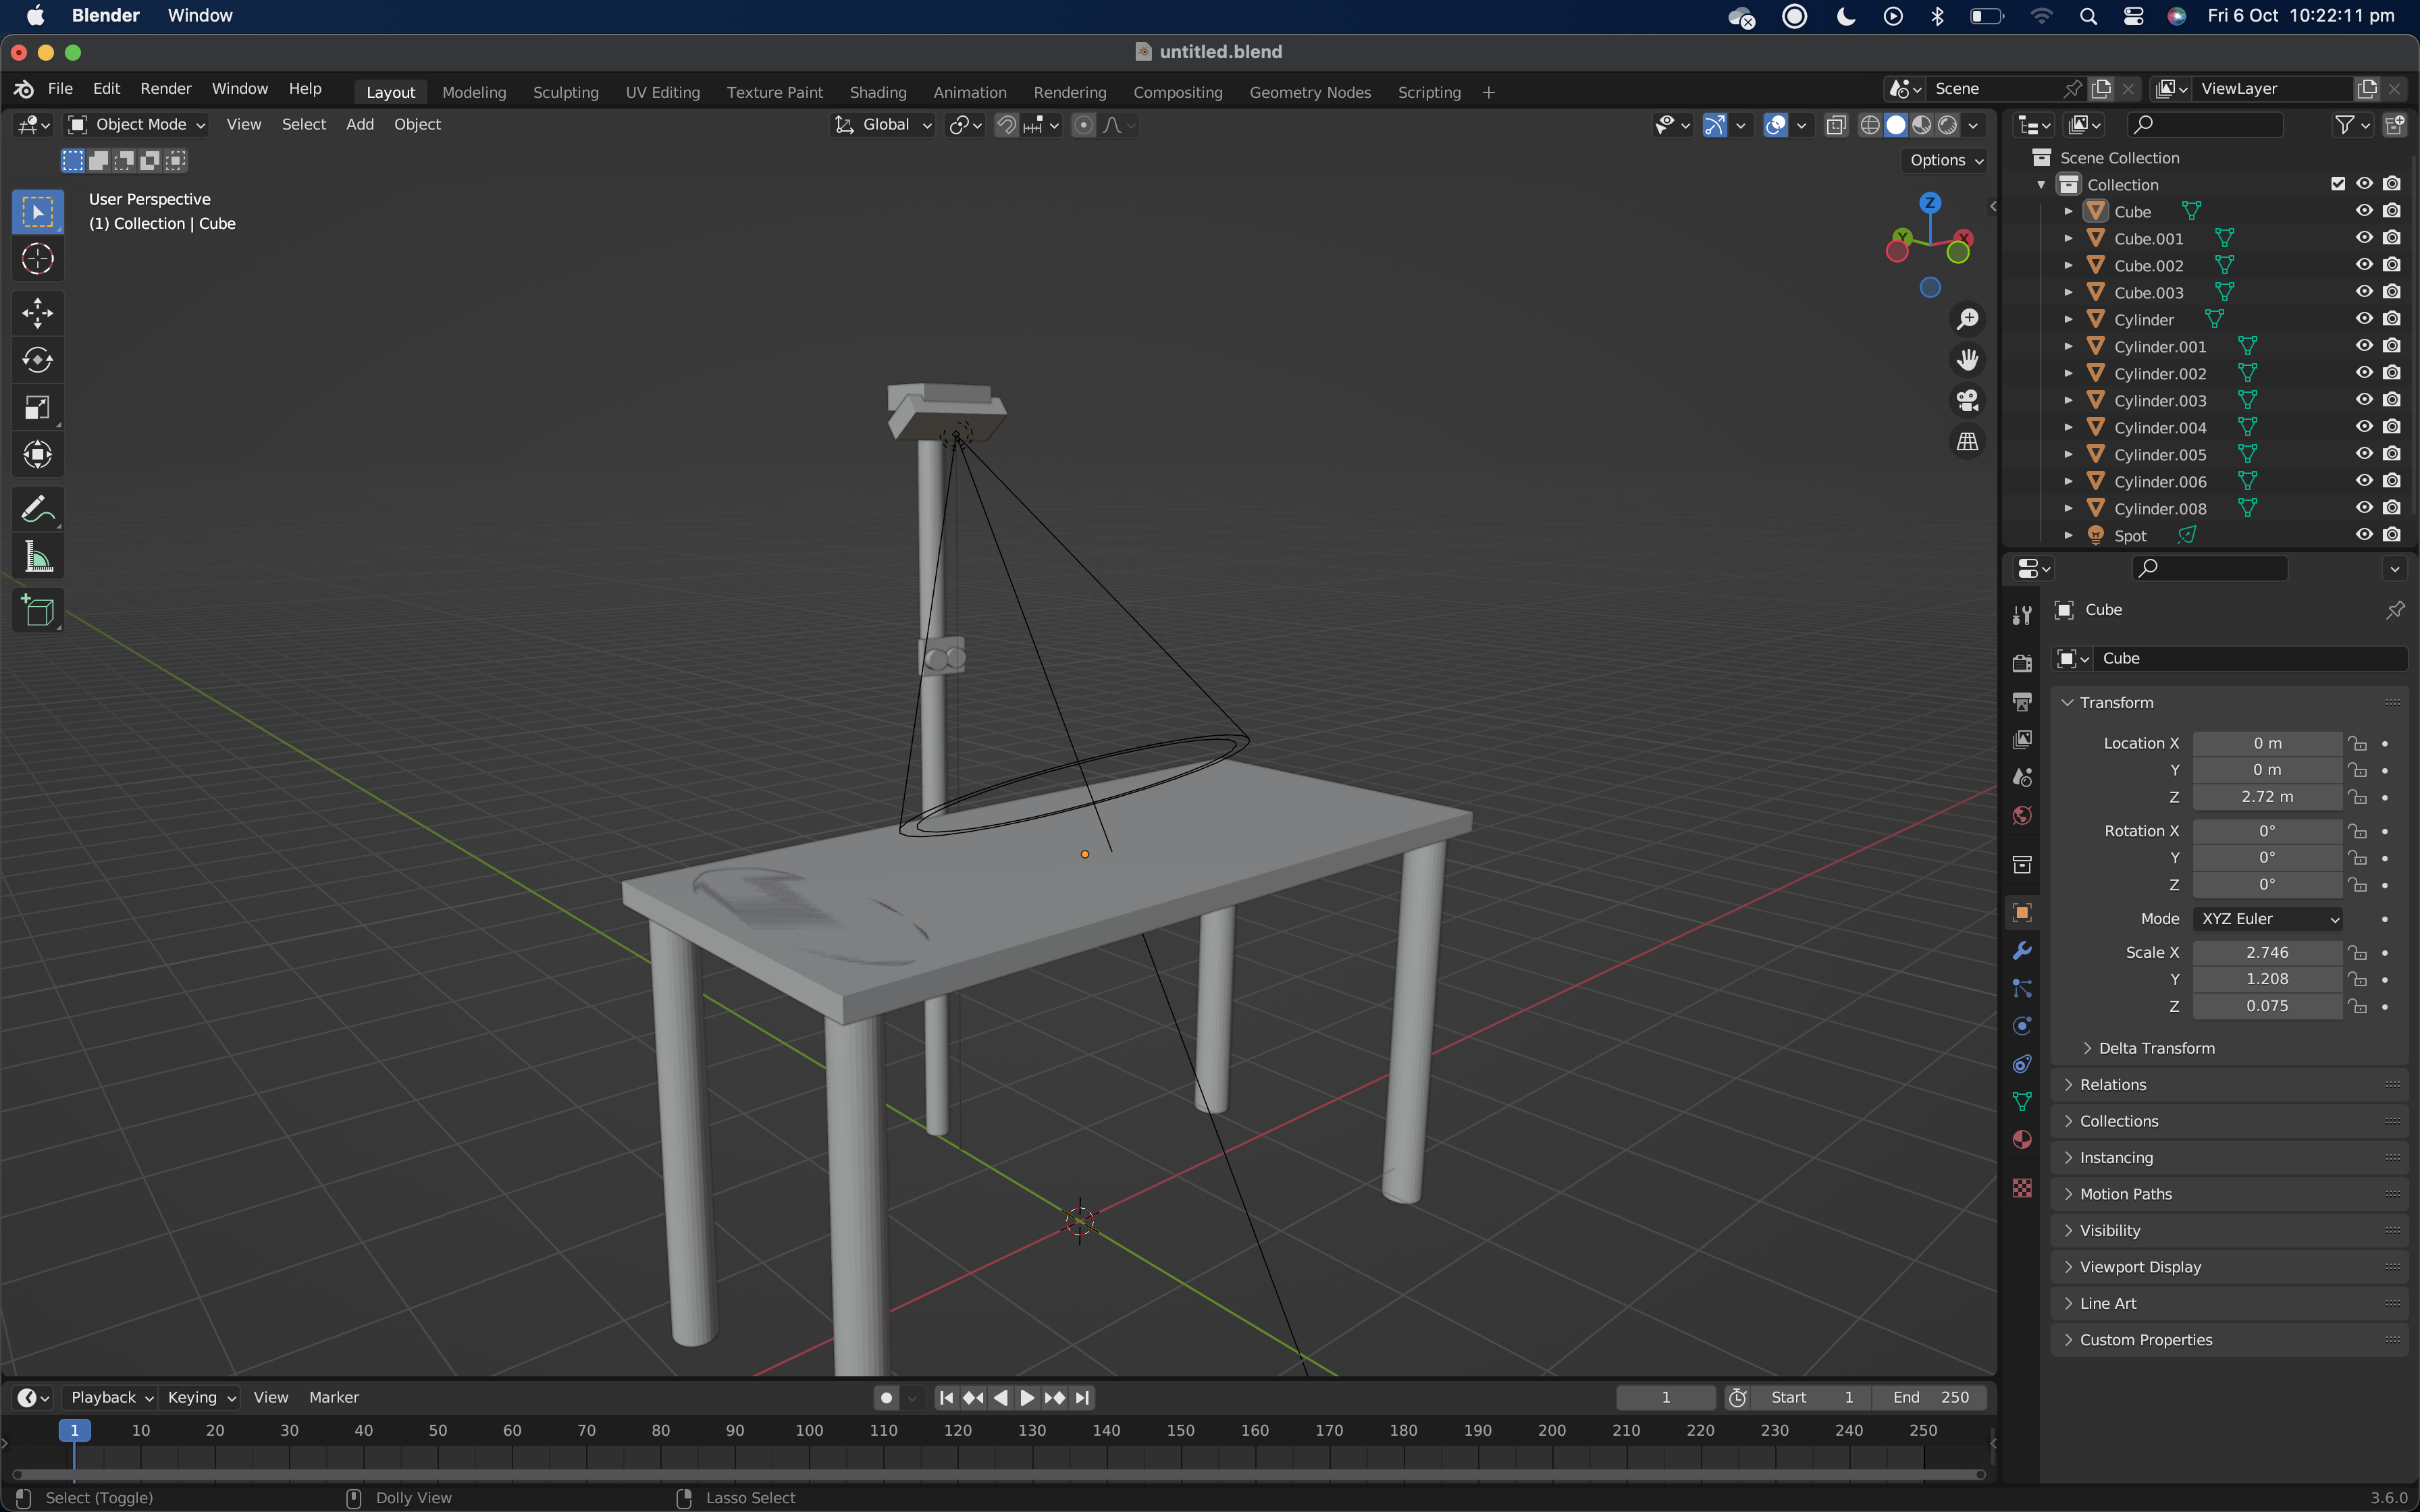 Blender Window Fri 6 Oct 10:22:11 pm
untitled.blend
File Edit Render Window Help Layout Modeling Sculpting UV Editing Texture Paint Shading Animation Rendering Compositing Geometry Nodes Scripting + Scene ViewLayer
Object Mode View Select Add Object Global
Options
User Perspective
(1) Collection | Cube
Z
Y X
Scene Collection
Collection
Cube
Cube.001
Cube.002
Cube.003
Cylinder
Cylinder.001
Cylinder.002
Cylinder.003
Cylinder.004
Cylinder.005
Cylinder.006
Cylinder.008
Spot
Cube
Cube
Transform
Location X 0 m
Y 0 m
Z 2.72 m
Rotation X 0°
Y 0°
Z 0°
Mode XYZ Euler
Scale X 2.746
Y 1.208
Z 0.075
Delta Transform
Relations
Collections
Instancing
Motion Paths
Visibility
Viewport Display
Line Art
Custom Properties
Playback Keying View Marker 1 Start 1 End 250
1 10 20 30 40 50 60 70 80 90 100 110 120 130 140 150 160 170 180 190 200 210 220 230 240 250
Select (Toggle) Dolly View Lasso Select 3.6.0